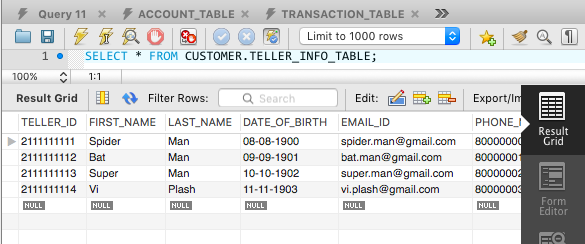 Query 11 ACCOUNT_TABLE TRANSACTION_TABLE
Limit to 1000 rows
1 SELECT * FROM CUSTOMER.TELLER_INFO_TABLE;
100% 1:1
Result Grid Filter Rows: Search Edit: Export/Im
TELLER_ID FIRST_NAME LAST_NAME DATE_OF_BIRTH EMAIL_ID PHONE_N
2111111111 Spider Man 08-08-1900 spider.man@gmail.com 80000000
2111111112 Bat Man 09-09-1901 bat.man@gmail.com 80000001
2111111113 Super Man 10-10-1902 super.man@gmail.com 80000002
2111111114 Vi Plash 11-11-1903 vi.plash@gmail.com 80000003
NULL NULL NULL NULL NULL NULL
Result
Grid
Form
Editor